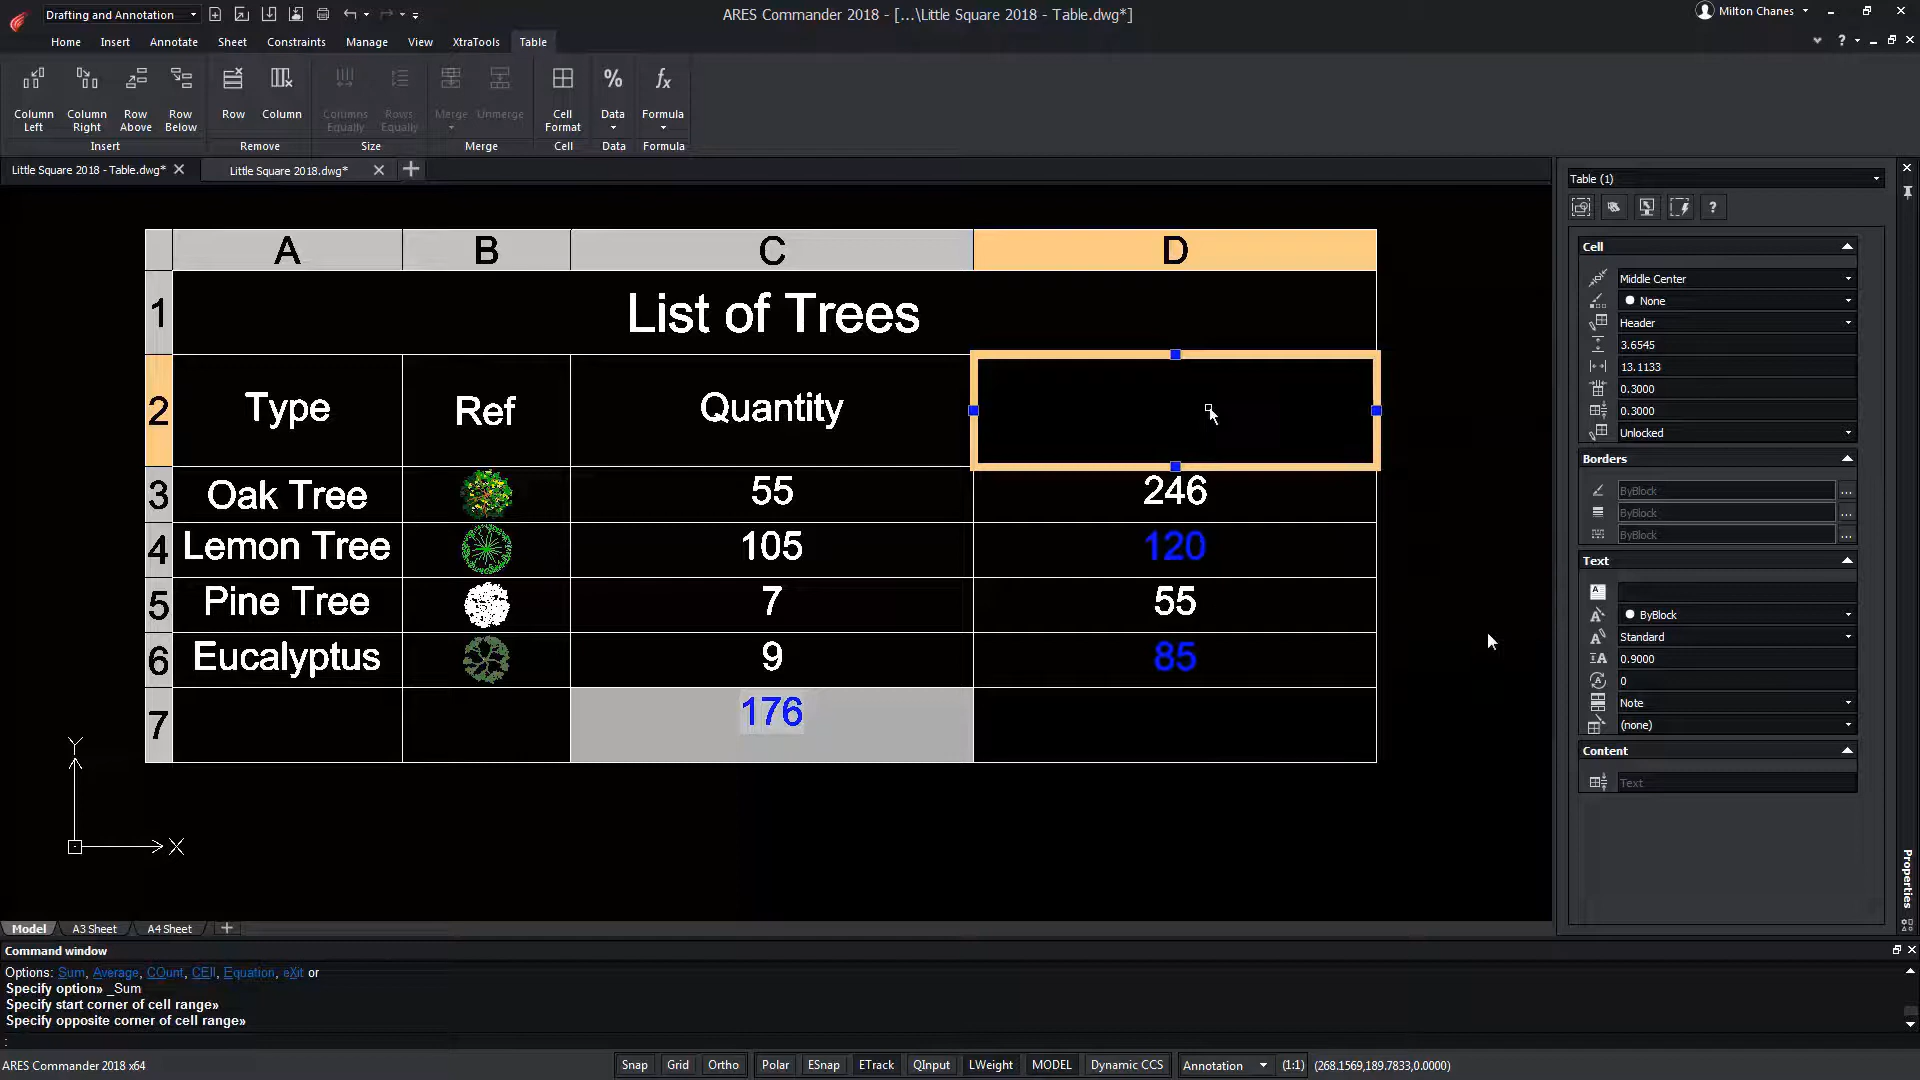 Drafting and Annotation
ARES Commander 2018 - [...\Little Square 2018 - Table.dwg*]
Milton Chanes
Home Insert Annotate Sheet Constraints Manage View XtraTools Table
?
Column Left
Column Right
Row Above
Row Below
Row
Column
Columns Equally
Rows Equally
Merge
Unmerge
Cell Format
%
Data
fx
Formula
Insert Remove Size Merge Cell Data Formula
Little Square 2018 - Table.dwg*
Little Square 2018.dwg*
A B C D
1 List of Trees
2 Type Ref Quantity
3 Oak Tree 55 246
4 Lemon Tree 105 120
5 Pine Tree 7 55
6 Eucalyptus 9 85
7 176
Y
X
Table (1)
?
Cell
Middle Center
None
Header
3.6545
13.1133
0.3000
0.3000
Unlocked
Borders
ByBlock ...
ByBlock ...
ByBlock ...
Text
ByBlock
Standard
0.9000
0
Note
(none)
Content
Text
Properties
Model A3 Sheet A4 Sheet
Command window
Options: Sum, Average, COunt, CEll, Equation, eXit or
Specify option» _Sum
Specify start corner of cell range»
Specify opposite corner of cell range»
:
ARES Commander 2018 x64
Snap Grid Ortho Polar ESnap ETrack QInput LWeight MODEL Dynamic CCS Annotation (1:1) (268.1569,189.7833,0.0000)